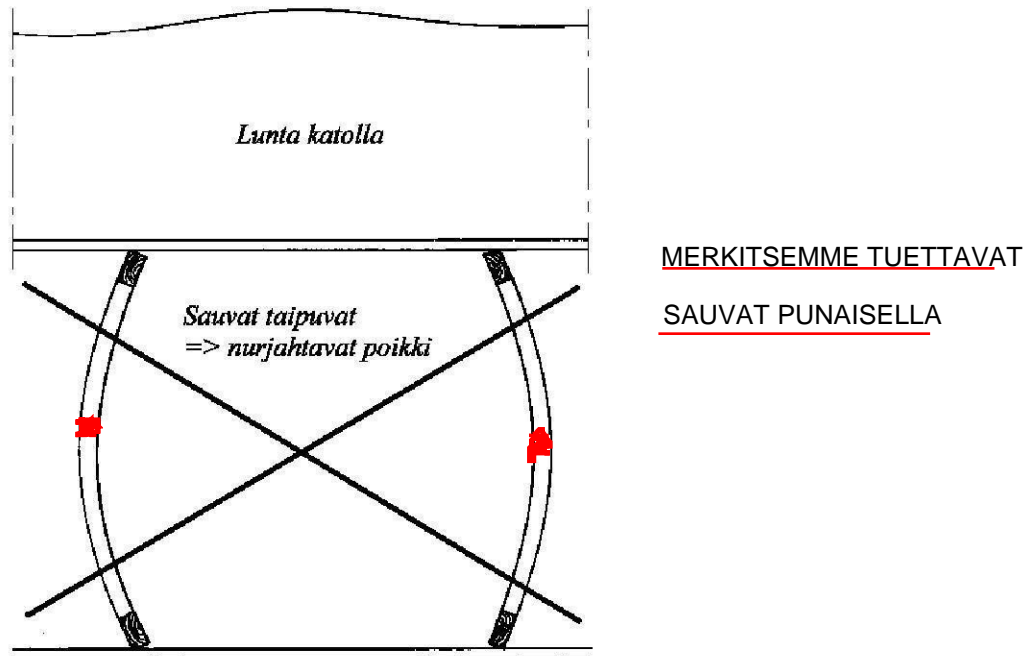 Lunta katolla
MERKITSEMME TUETTAVAT
SAUVAT PUNAISELLA
Sauvat taipuvat
=> nurjahtavat poikki